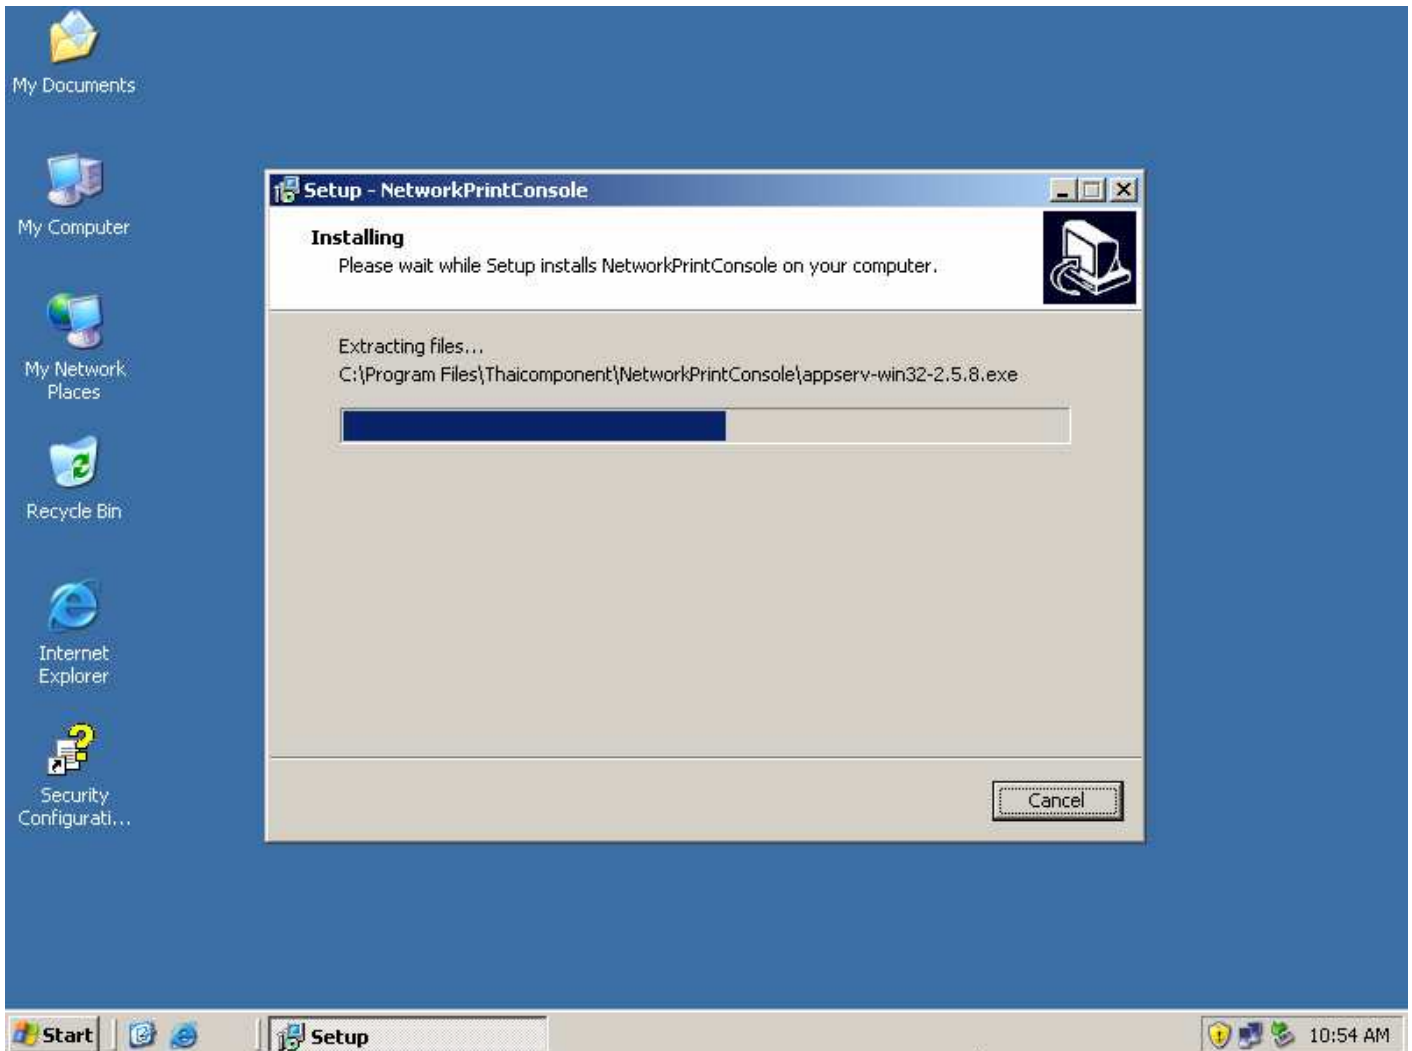 My Documents
My Computer
My Network
Places
Recycle Bin
Internet
Explorer
Security
Configurati...
Setup - NetworkPrintConsole
Installing
Please wait while Setup installs NetworkPrintConsole on your computer.
Extracting files...
C:\Program Files\Thaicomponent\NetworkPrintConsole\appserv-win32-2.5.8.exe
Cancel
Start
Setup
10:54 AM